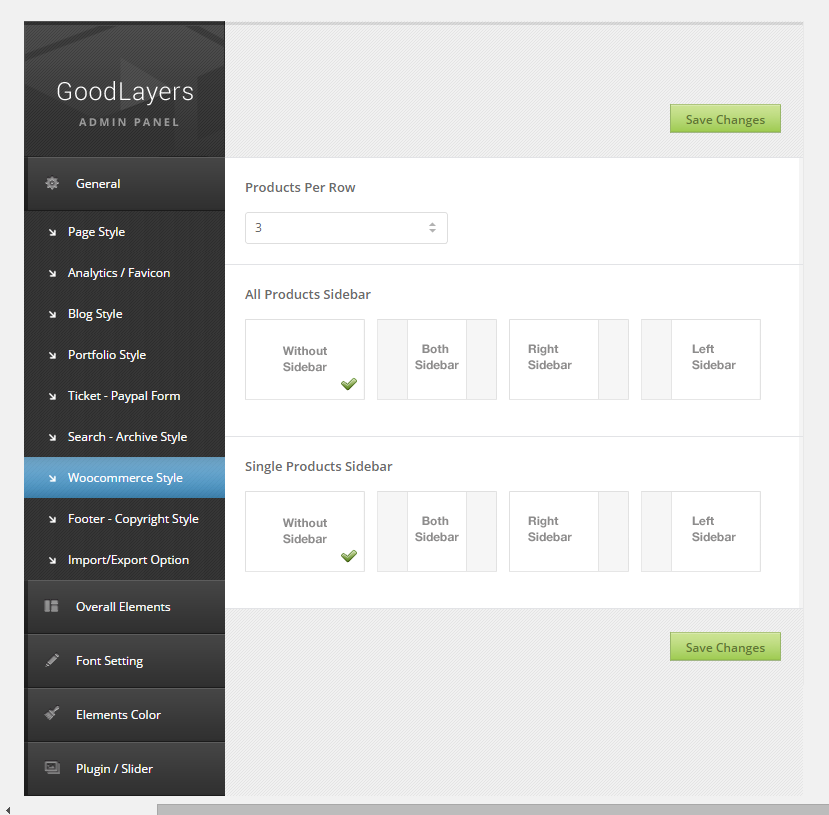 GoodLayers
ADMIN PANEL
General
Page Style
Analytics / Favicon
Blog Style
Portfolio Style
Ticket - Paypal Form
Search - Archive Style
Woocommerce Style
Footer - Copyright Style
Import/Export Option
Overall Elements
Font Setting
Elements Color
Plugin / Slider
Save Changes
Products Per Row
3
All Products Sidebar
Without
Sidebar
Both
Sidebar
Right
Sidebar
Left
Sidebar
Single Products Sidebar
Without
Sidebar
Both
Sidebar
Right
Sidebar
Left
Sidebar
Save Changes